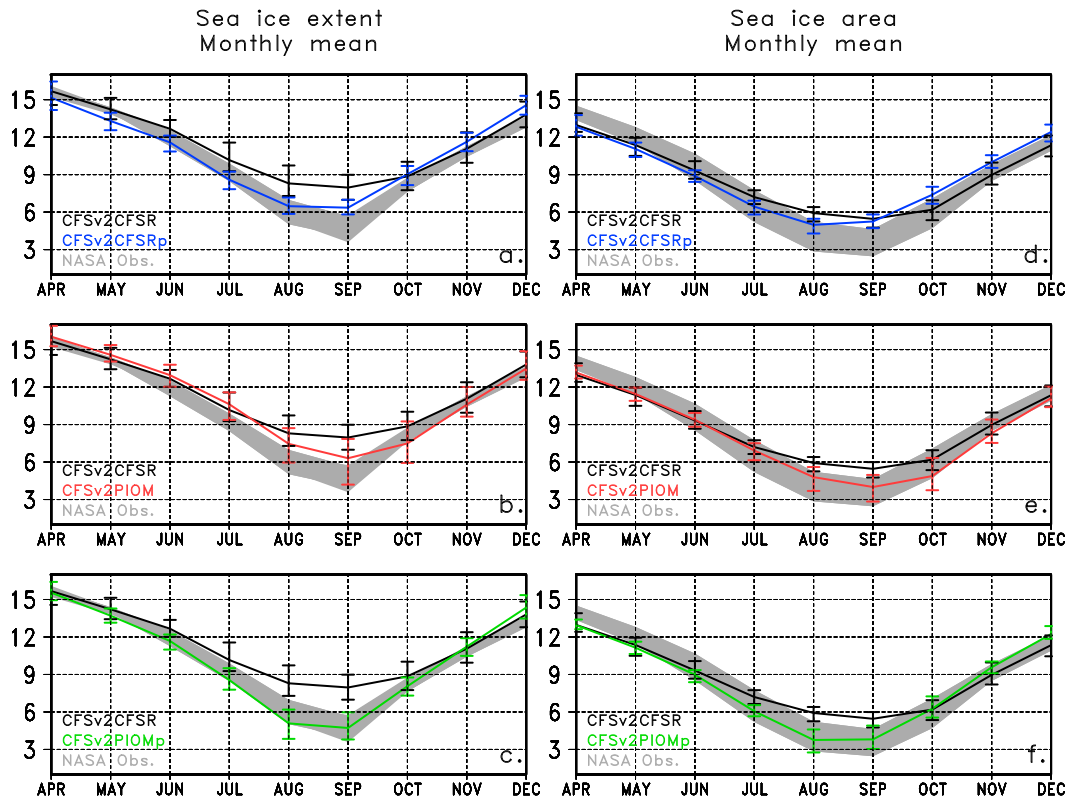 Sea ice extent
Monthly mean
Sea ice area
Monthly mean
15
12
9
6
3
CFSv2CFSR
CFSv2CFSRp
NASA Obs.
a.
APR MAY JUN JUL AUG SEP OCT NOV DEC
15
12
9
6
3
CFSv2CFSR
CFSv2CFSRp
NASA Obs.
d.
APR MAY JUN JUL AUG SEP OCT NOV DEC
15
12
9
6
3
CFSv2CFSR
CFSv2PIOM
NASA Obs.
b.
APR MAY JUN JUL AUG SEP OCT NOV DEC
15
12
9
6
3
CFSv2CFSR
CFSv2PIOM
NASA Obs.
e.
APR MAY JUN JUL AUG SEP OCT NOV DEC
15
12
9
6
3
CFSv2CFSR
CFSv2PIOMp
NASA Obs.
c.
APR MAY JUN JUL AUG SEP OCT NOV DEC
15
12
9
6
3
CFSv2CFSR
CFSv2PIOMp
NASA Obs.
f.
APR MAY JUN JUL AUG SEP OCT NOV DEC